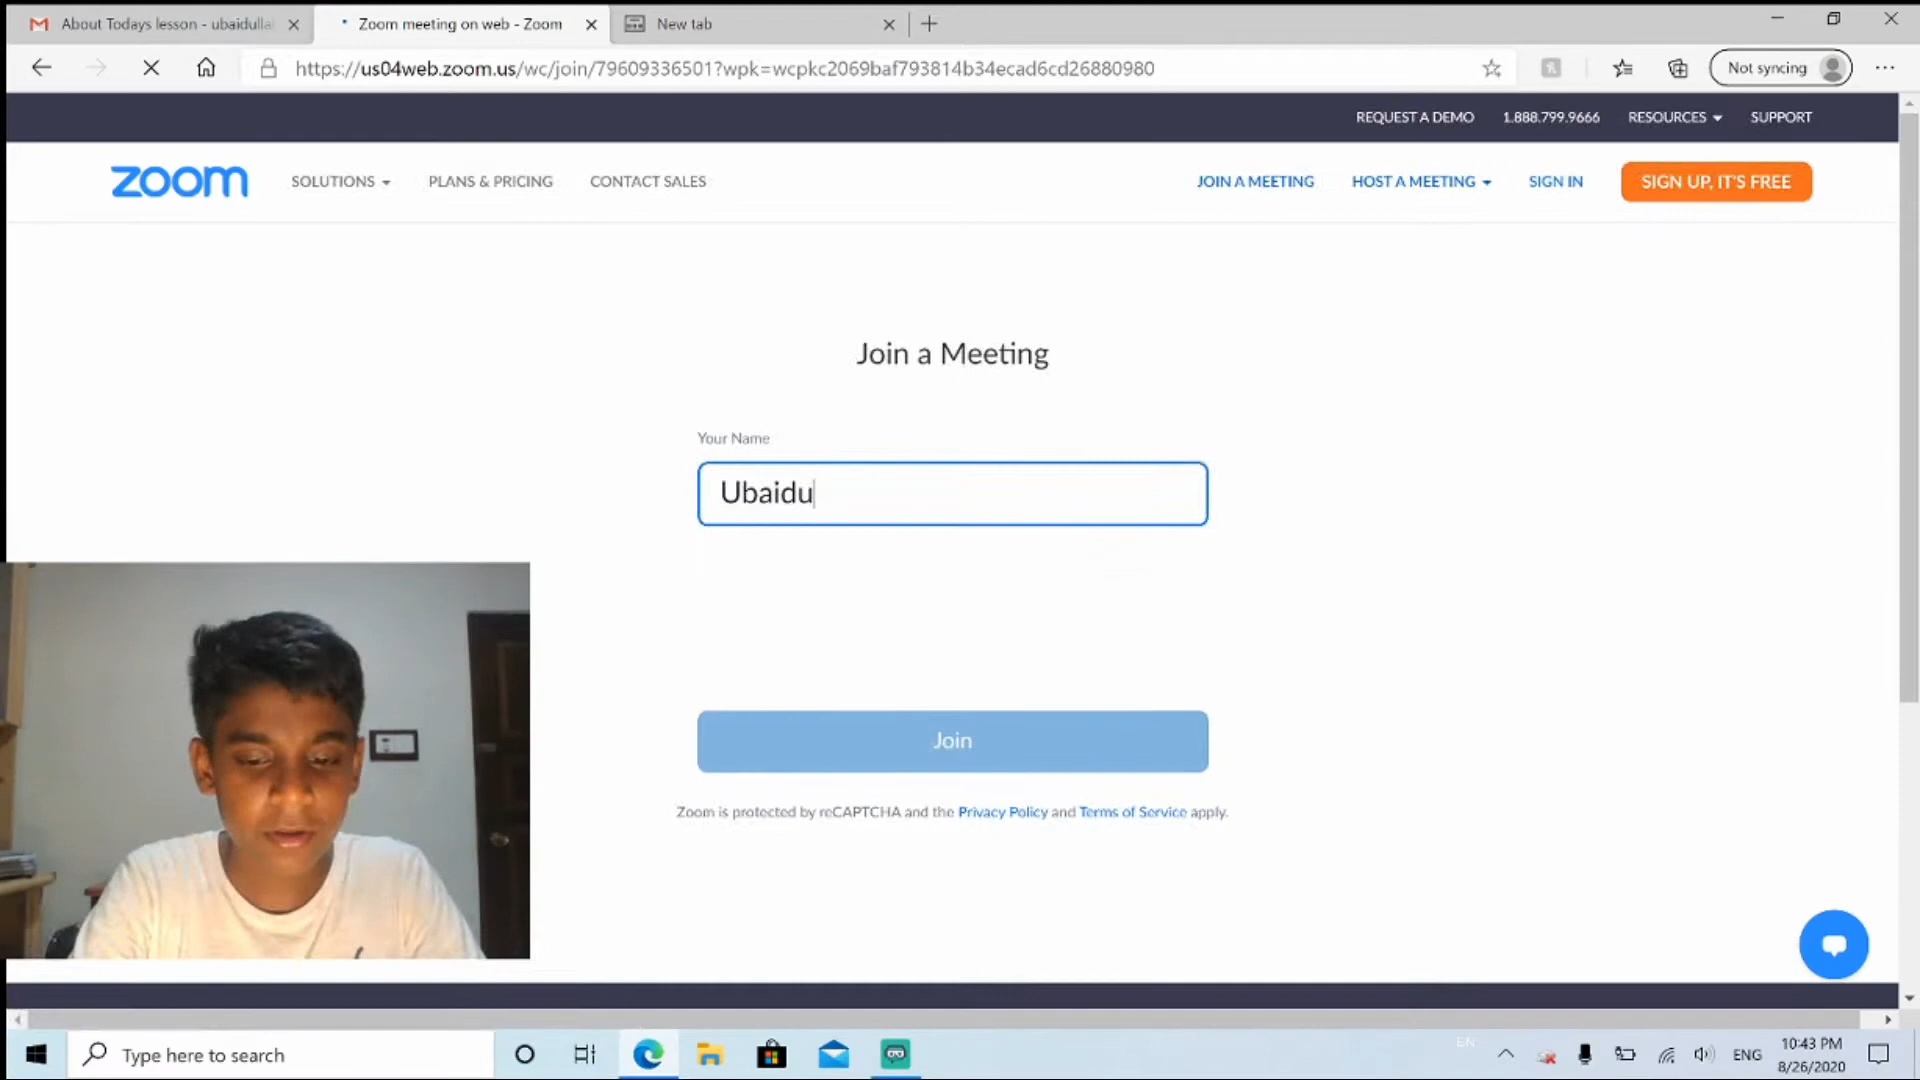 About Todays lesson - ubaidulla
Zoom meeting on web - Zoom
New tab
https://us04web.zoom.us/wc/join/79609336501?wpk=wcpkc2069baf793814b34ecad6cd26880980
Not syncing
REQUEST A DEMO 1.888.799.9666 RESOURCES SUPPORT
zoom SOLUTIONS PLANS & PRICING CONTACT SALES JOIN A MEETING HOST A MEETING SIGN IN SIGN UP, IT'S FREE
Join a Meeting
Your Name
Ubaidu
Join
Zoom is protected by reCAPTCHA and the Privacy Policy and Terms of Service apply.
EN
Type here to search
ENG
10:43 PM
8/26/2020